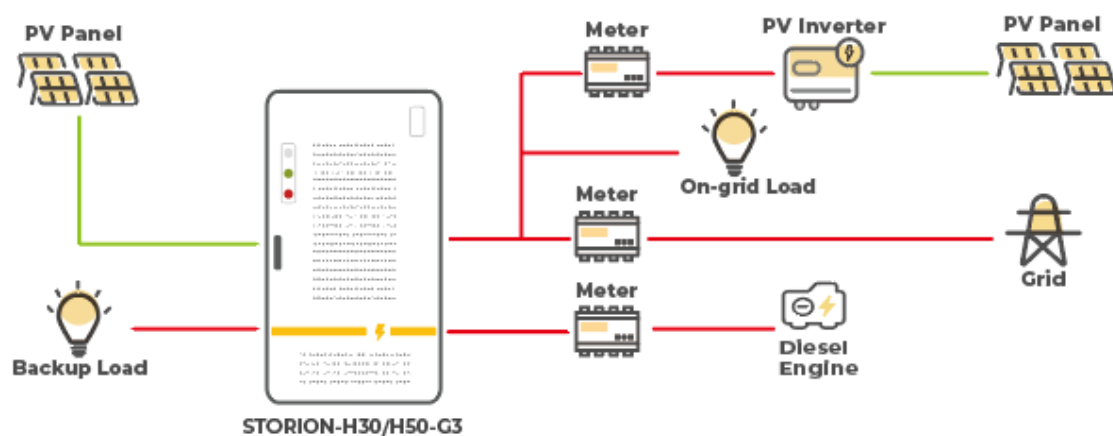 PV Panel
Meter
PV Inverter
PV Panel
On-grid Load
Meter
Grid
Meter
Backup Load
Diesel
Engine
STORION-H30/H50-G3